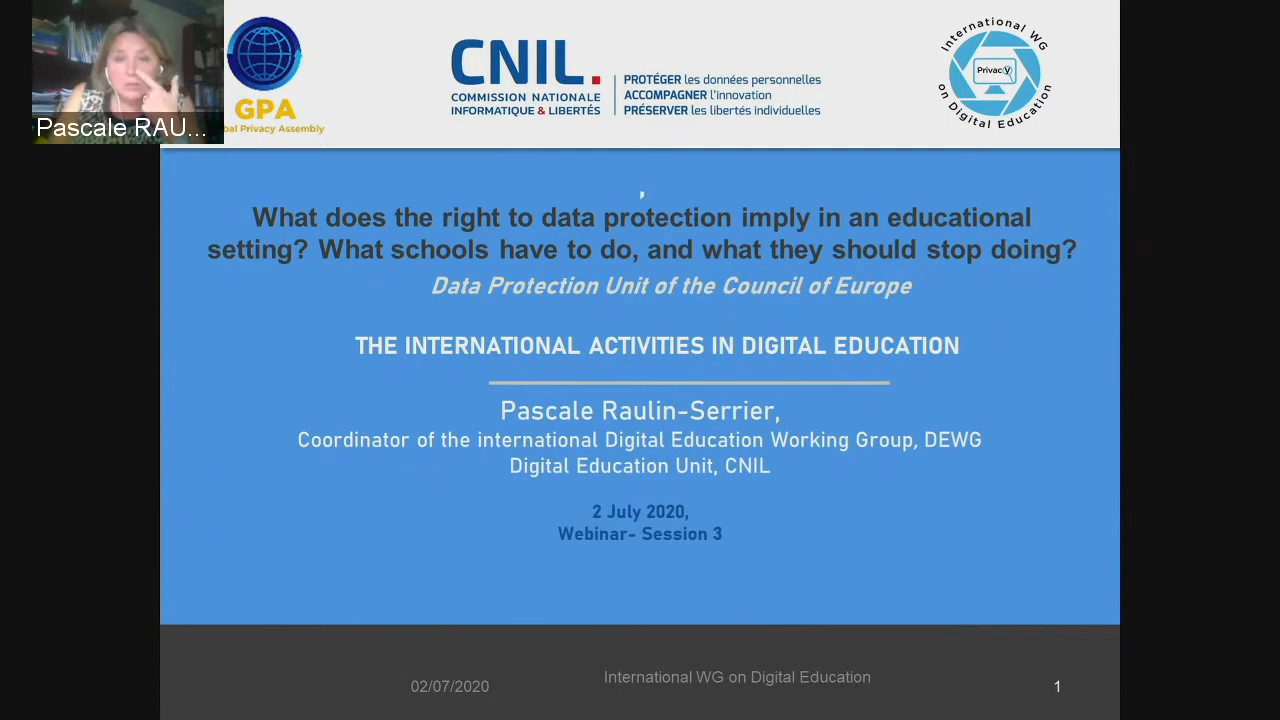 Pascale RAU...
GPA
bal Privacy Assembly
CNIL.
COMMISSION NATIONALE
INFORMATIQUE & LIBERTÉS
PROTÉGER les données personnelles
ACCOMPAGNER l'innovation
PRÉSERVER les libertés individuelles
International WG
Privacy
on Digital Education
,
What does the right to data protection imply in an educational
setting? What schools have to do, and what they should stop doing?
Data Protection Unit of the Council of Europe
THE INTERNATIONAL ACTIVITIES IN DIGITAL EDUCATION
Pascale Raulin-Serrier,
Coordinator of the international Digital Education Working Group, DEWG
Digital Education Unit, CNIL
2 July 2020,
Webinar- Session 3
02/07/2020
International WG on Digital Education
1